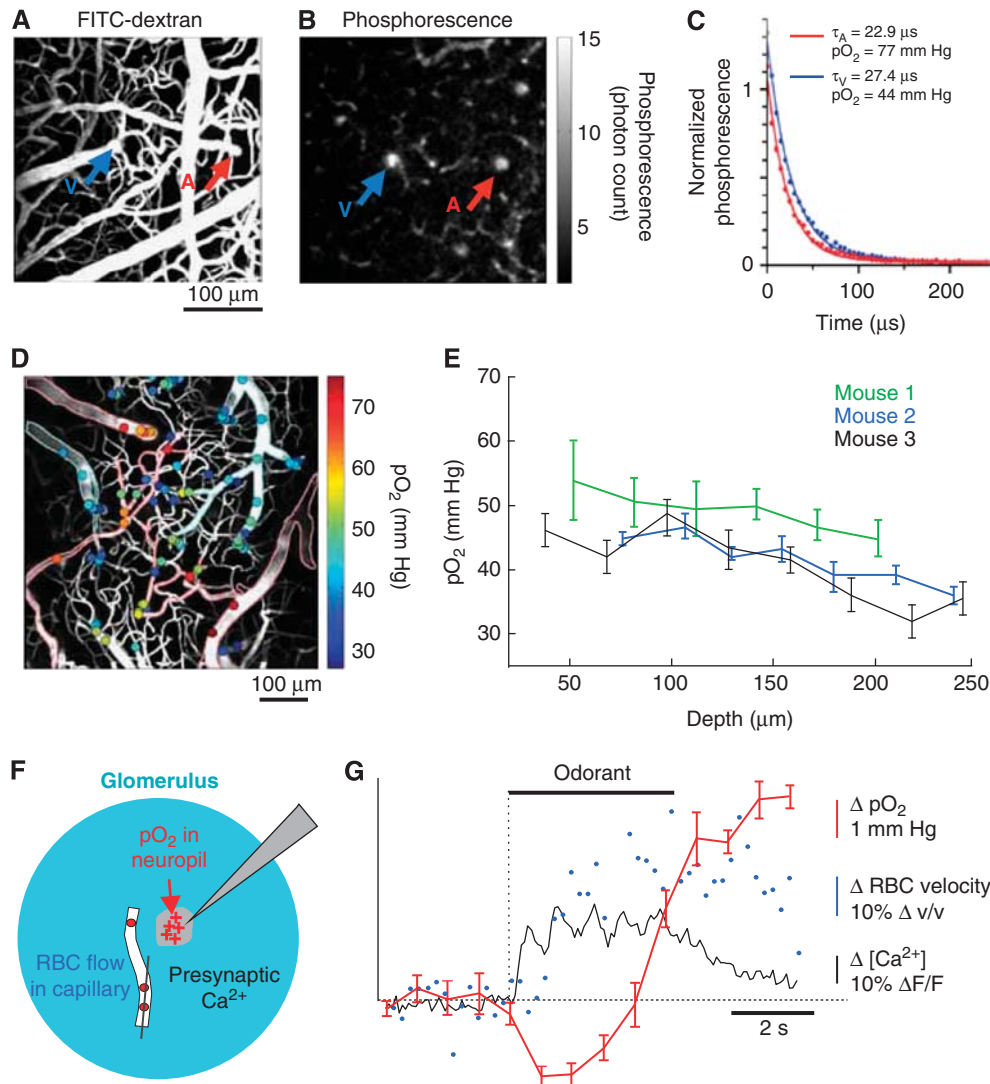 A
FITC-dextran
V
A
100 μm
B
Phosphorescence
V
A
15
10
5
Phosphorescence
(photon count)
C
τA = 22.9 μs
pO2 = 77 mm Hg
τV = 27.4 μs
pO2 = 44 mm Hg
Normalized
phosphorescence
1
0
0
100
200
Time (μs)
D
70
60
50
40
30
pO2 (mm Hg)
100 μm
E
70
60
50
40
30
pO2 (mm Hg)
Mouse 1
Mouse 2
Mouse 3
50
100
150
200
250
Depth (μm)
F
Glomerulus
pO2 in
neuropil
RBC flow
in capillary
Presynaptic
Ca2+
G
Odorant
Δ pO2
1 mm Hg
Δ RBC velocity
10% Δ v/v
Δ [Ca2+]
10% ΔF/F
2 s